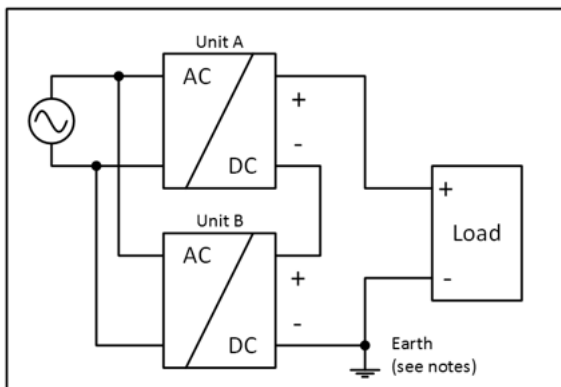 Unit A
AC
+
-
DC
Unit B
AC
+
-
DC
+
Load
-
Earth
(see notes)